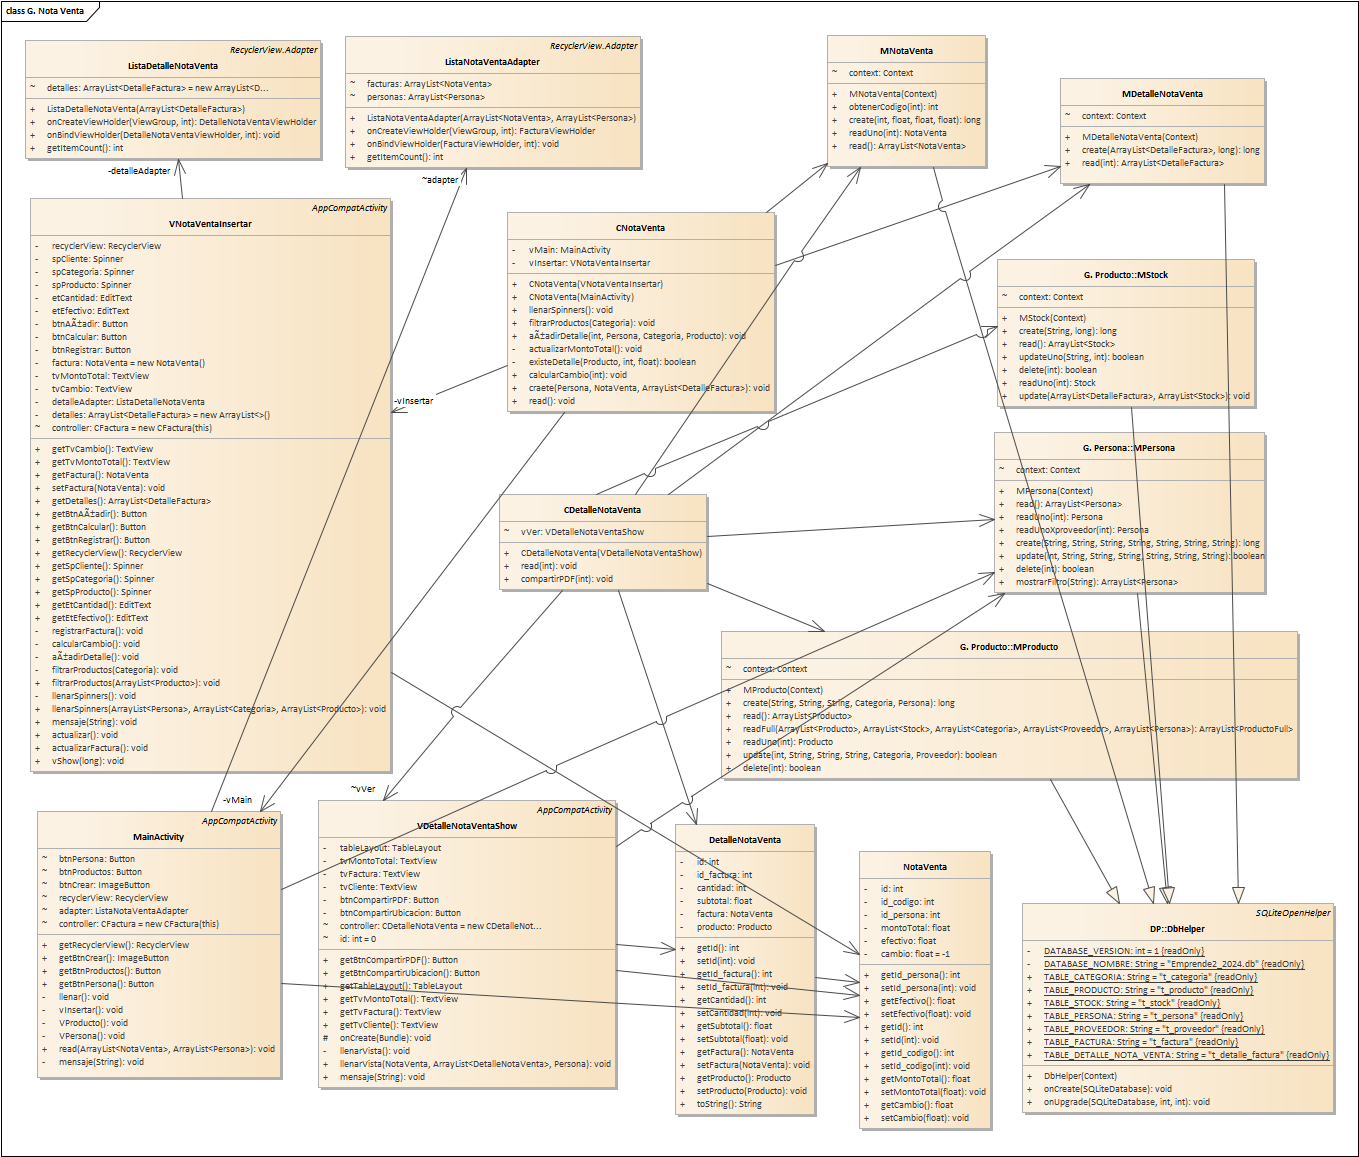 class G. Nota Venta
RecyclerView.Adapter
ListaDetalleNotaVenta
~ detalles: ArrayList<DetalleFactura> = new ArrayList<D...
+ ListaDetalleNotaVenta(ArrayList<DetalleFactura>)
+ onCreateViewHolder(ViewGroup, int): DetalleNotaVentaViewHolder
+ onBindViewHolder(DetalleNotaVentaViewHolder, int): void
+ getItemCount(): int
RecyclerView.Adapter
ListaNotaVentaAdapter
~ facturas: ArrayList<NotaVenta>
~ personas: ArrayList<Persona>
+ ListaNotaVentaAdapter(ArrayList<NotaVenta>, ArrayList<Persona>)
+ onCreateViewHolder(ViewGroup, int): FacturaViewHolder
+ onBindViewHolder(FacturaViewHolder, int): void
+ getItemCount(): int
MNotaVenta
~ context: Context
+ MNotaVenta(Context)
+ obtenerCodigo(int): int
+ create(int, float, float, float): long
+ readUno(int): NotaVenta
+ read(): ArrayList<NotaVenta>
MDetalleNotaVenta
~ context: Context
+ MDetalleNotaVenta(Context)
+ create(ArrayList<DetalleFactura>, long): long
+ read(int): ArrayList<DetalleFactura>
-detalleAdapter
~adapter
AppCompatActivity
VNotaVentaInsertar
- recyclerView: RecyclerView
- spCliente: Spinner
- spCategoria: Spinner
- spProducto: Spinner
- etCantidad: EditText
- etEfectivo: EditText
- btnAÃ±adir: Button
- btnCalcular: Button
- btnRegistrar: Button
- factura: NotaVenta = new NotaVenta()
- tvMontoTotal: TextView
- tvCambio: TextView
- detalleAdapter: ListaDetalleNotaVenta
- detalles: ArrayList<DetalleFactura> = new ArrayList<>()
~ controller: CFactura = new CFactura(this)
+ getTvCambio(): TextView
+ getTvMontoTotal(): TextView
+ getFactura(): NotaVenta
+ setFactura(NotaVenta): void
+ getDetalles(): ArrayList<DetalleFactura>
+ getBtnAÃ±adir(): Button
+ getBtnCalcular(): Button
+ getBtnRegistrar(): Button
+ getRecyclerView(): RecyclerView
+ getSpCliente(): Spinner
+ getSpCategoria(): Spinner
+ getSpProducto(): Spinner
+ getEtCantidad(): EditText
+ getEtEfectivo(): EditText
- registrarFactura(): void
- calcularCambio(): void
- aÃ±adirDetalle(): void
- filtrarProductos(Categoria): void
+ filtrarProductos(ArrayList<Producto>): void
- llenarSpinners(): void
+ llenarSpinners(ArrayList<Persona>, ArrayList<Categoria>, ArrayList<Producto>): void
+ mensaje(String): void
+ actualizar(): void
+ actualizarFactura(): void
+ vShow(long): void
CNotaVenta
- vMain: MainActivity
- vInsertar: VNotaVentaInsertar
+ CNotaVenta(VNotaVentaInsertar)
+ CNotaVenta(MainActivity)
+ llenarSpinners(): void
+ filtrarProductos(Categoria): void
+ aÃ±adirDetalle(int, Persona, Categoria, Producto): void
- actualizarMontoTotal(): void
- existeDetalle(Producto, int, float): boolean
+ calcularCambio(int): void
+ craete(Persona, NotaVenta, ArrayList<DetalleFactura>): void
+ read(): void
-vInsertar
G. Producto::MStock
~ context: Context
+ MStock(Context)
+ create(String, long): long
+ read(): ArrayList<Stock>
+ updateUno(String, int): boolean
+ delete(int): boolean
+ readUno(int): Stock
+ update(ArrayList<DetalleFactura>, ArrayList<Stock>): void
G. Persona::MPersona
~ context: Context
+ MPersona(Context)
+ read(): ArrayList<Persona>
+ readUno(int): Persona
+ readUnoXproveedor(int): Persona
+ create(String, String, String, String, String, String, String): long
+ update(int, String, String, String, String, String, String): boolean
+ delete(int): boolean
+ mostrarFiltro(String): ArrayList<Persona>
CDetalleNotaVenta
~ vVer: VDetalleNotaVentaShow
+ CDetalleNotaVenta(VDetalleNotaVentaShow)
+ read(int): void
+ compartirPDF(int): void
G. Producto::MProducto
~ context: Context
+ MProducto(Context)
+ create(String, String, String, Categoria, Persona): long
+ read(): ArrayList<Producto>
+ readFull(ArrayList<Producto>, ArrayList<Stock>, ArrayList<Categoria>, ArrayList<Proveedor>, ArrayList<Persona>): ArrayList<ProductoFull>
+ readUno(int): Producto
+ update(int, String, String, String, Categoria, Proveedor): boolean
+ delete(int): boolean
-vMain
~vVer
AppCompatActivity
MainActivity
~ btnPersona: Button
~ btnProductos: Button
~ btnCrear: ImageButton
~ recyclerView: RecyclerView
~ adapter: ListaNotaVentaAdapter
~ controller: CFactura = new CFactura(this)
+ getRecyclerView(): RecyclerView
+ getBtnCrear(): ImageButton
+ getBtnProductos(): Button
+ getBtnPersona(): Button
- llenar(): void
- vInsertar(): void
- VProducto(): void
- VPersona(): void
+ read(ArrayList<NotaVenta>, ArrayList<Persona>): void
- mensaje(String): void
AppCompatActivity
VDetalleNotaVentaShow
- tableLayout: TableLayout
- tvMontoTotal: TextView
- tvFactura: TextView
- tvCliente: TextView
- btnCompartirPDF: Button
- btnCompartirUbicacion: Button
~ controller: CDetalleNotaVenta = new CDetalleNot...
~ id: int = 0
+ getBtnCompartirPDF(): Button
+ getBtnCompartirUbicacion(): Button
+ getTableLayout(): TableLayout
+ getTvMontoTotal(): TextView
+ getTvFactura(): TextView
+ getTvCliente(): TextView
# onCreate(Bundle): void
- llenarVista(): void
+ llenarVista(NotaVenta, ArrayList<DetalleNotaVenta>, Persona): void
+ mensaje(String): void
DetalleNotaVenta
- id: int
- id_factura: int
- cantidad: int
- subtotal: float
- factura: NotaVenta
- producto: Producto
+ getId(): int
+ setId(int): void
+ getId_factura(): int
+ setId_factura(int): void
+ getCantidad(): int
+ setCantidad(int): void
+ getSubtotal(): float
+ setSubtotal(float): void
+ getFactura(): NotaVenta
+ setFactura(NotaVenta): void
+ getProducto(): Producto
+ setProducto(Producto): void
+ toString(): String
NotaVenta
- id: int
- id_codigo: int
- id_persona: int
- montoTotal: float
- efectivo: float
- cambio: float = -1
+ getId_persona(): int
+ setId_persona(int): void
+ getEfectivo(): float
+ setEfectivo(float): void
+ getId(): int
+ setId(int): void
+ getId_codigo(): int
+ setId_codigo(int): void
+ getMontoTotal(): float
+ setMontoTotal(float): void
+ getCambio(): float
+ setCambio(float): void
SQLiteOpenHelper
DP::DbHelper
- DATABASE_VERSION: int = 1 {readOnly}
- DATABASE_NOMBRE: String = "Emprende2_2024.db" {readOnly}
+ TABLE_CATEGORIA: String = "t_categoria" {readOnly}
+ TABLE_PRODUCTO: String = "t_producto" {readOnly}
+ TABLE_STOCK: String = "t_stock" {readOnly}
+ TABLE_PERSONA: String = "t_persona" {readOnly}
+ TABLE_PROVEEDOR: String = "t_proveedor" {readOnly}
+ TABLE_FACTURA: String = "t_factura" {readOnly}
+ TABLE_DETALLE_NOTA_VENTA: String = "t_detalle_factura" {readOnly}
+ DbHelper(Context)
+ onCreate(SQLiteDatabase): void
+ onUpgrade(SQLiteDatabase, int, int): void